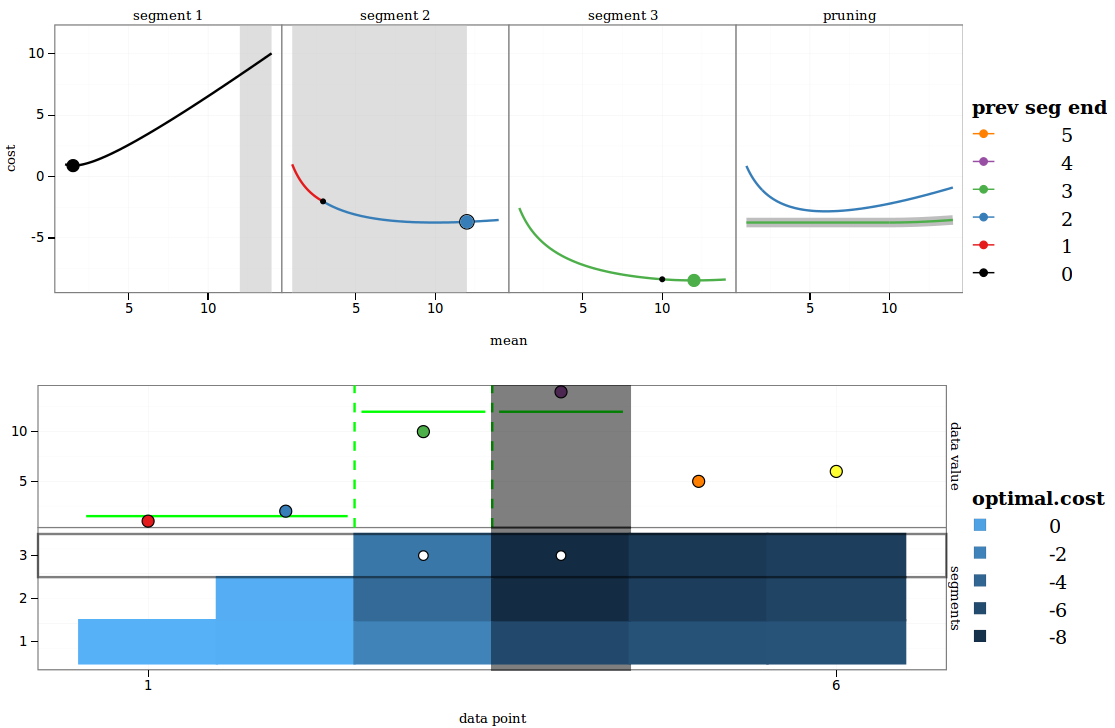 segment 1 segment 2 segment 3 pruning
10
5
0
-5
cost
5 10 5 10 5 10 5 10
mean
prev seg end
5
4
3
2
1
0
10
5
data value
3
2
1
segments
1 6
data point
optimal.cost
0
-2
-4
-6
-8